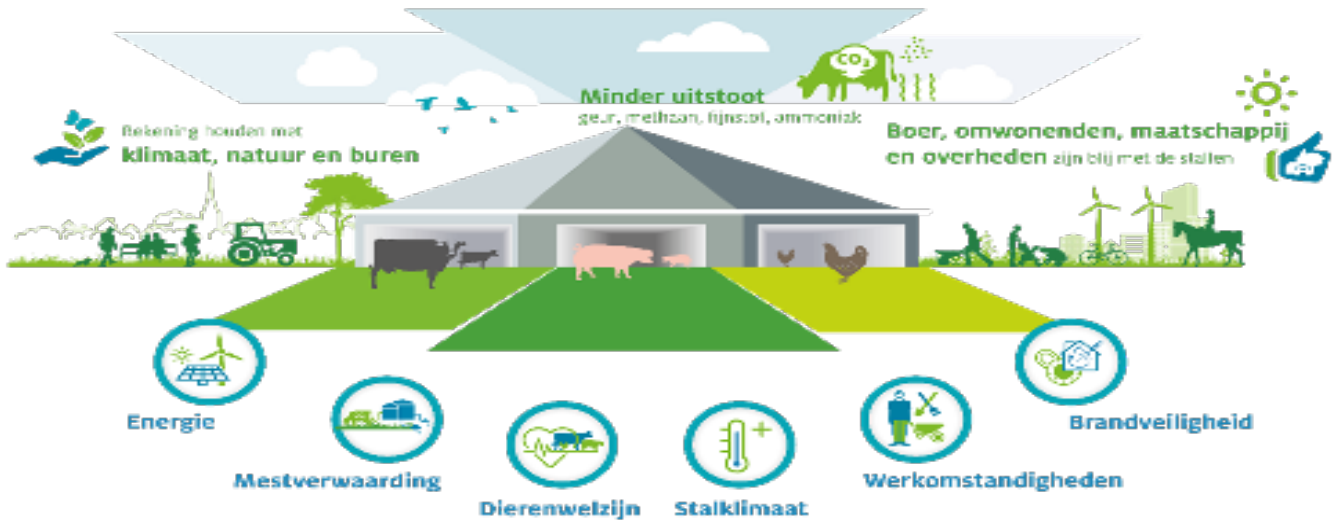 Minder uitstoot
geur, methaan, fijnstof, ammoniak
Rekening houden met
klimaat, natuur en buren
Boer, omwonenden, maatschappij
en overheden zijn blij met de stallen
CO₂
Energie
Mestverwaarding
Dierenwelzijn
Stalklimaat
Werkomstandigheden
Brandveiligheid